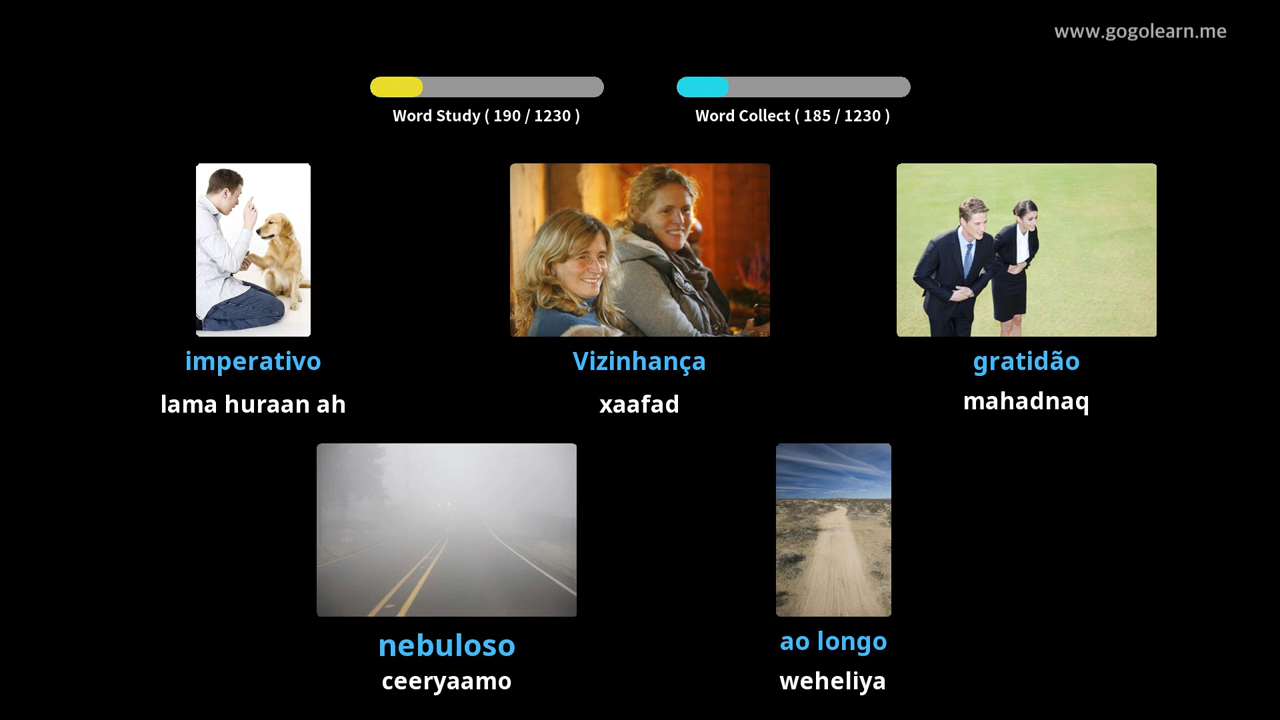 www.gogolearn.me
Word Study ( 190 / 1230 )
Word Collect ( 185 / 1230 )
imperativo
lama huraan ah
Vizinhança
xaafad
gratidão
mahadnaq
nebuloso
ceeryaamo
ao longo
weheliya